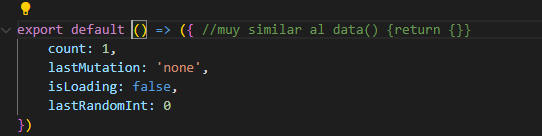 export default () => ({ //muy similar al data() {return {}}
count: 1,
lastMutation: 'none',
isLoading: false,
lastRandomInt: 0
})